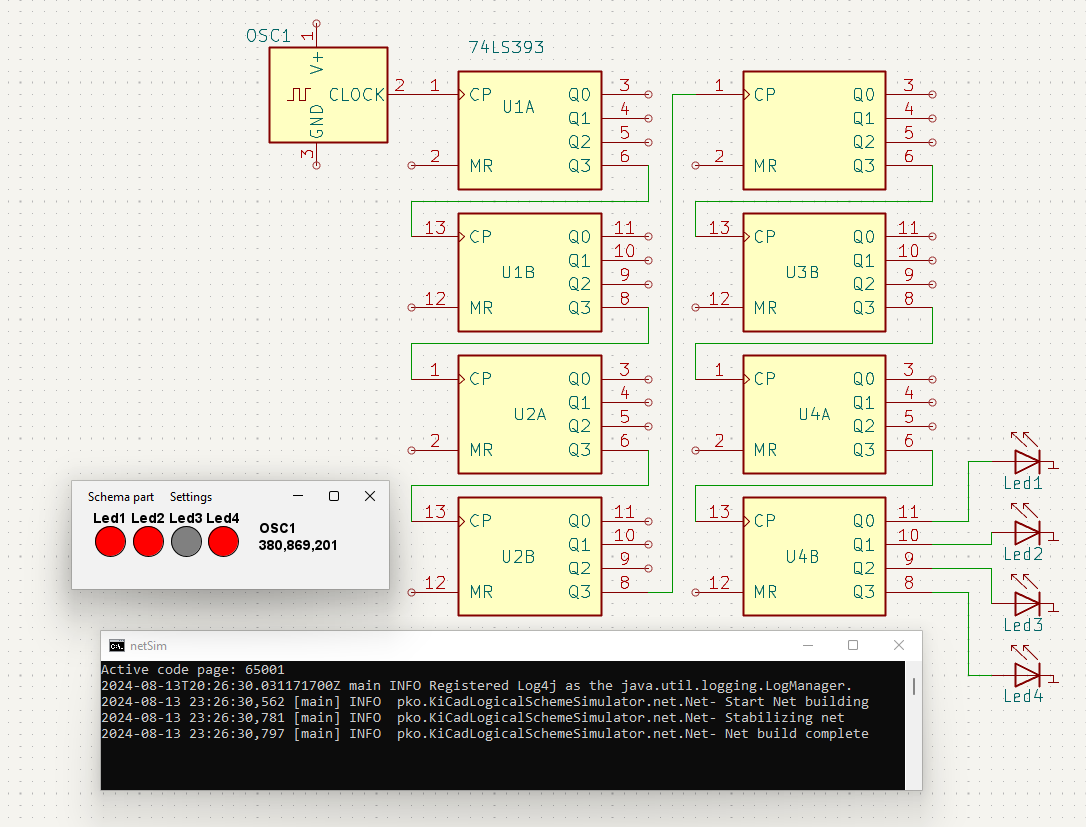 OSC1
1
V+
CLOCK
2
GND
3
74LS393
1
CP
U1A
Q0
3
Q1
4
Q2
5
2
MR
Q3
6
13
CP
U1B
Q0
11
Q1
10
Q2
9
12
MR
Q3
8
1
CP
U2A
Q0
3
Q1
4
Q2
5
2
MR
Q3
6
13
CP
U2B
Q0
11
Q1
10
Q2
9
12
MR
Q3
8
1
CP
Q0
3
Q1
4
Q2
5
2
MR
Q3
6
13
CP
U3B
Q0
11
Q1
10
Q2
9
12
MR
Q3
8
1
CP
U4A
Q0
3
Q1
4
Q2
5
2
MR
Q3
6
13
CP
U4B
Q0
11
Q1
10
Q2
9
12
MR
Q3
8
Led1
Led2
Led3
Led4
Schema part Settings
Led1 Led2 Led3 Led4
OSC1
380,869,201
netSim
Active code page: 65001
2024-08-13T20:26:30.031171700Z main INFO Registered Log4j as the java.util.logging.LogManager.
2024-08-13 23:26:30,562 [main] INFO  pko.KiCadLogicalSchemeSimulator.net.Net- Start Net building
2024-08-13 23:26:30,781 [main] INFO  pko.KiCadLogicalSchemeSimulator.net.Net- Stabilizing net
2024-08-13 23:26:30,797 [main] INFO  pko.KiCadLogicalSchemeSimulator.net.Net- Net build complete